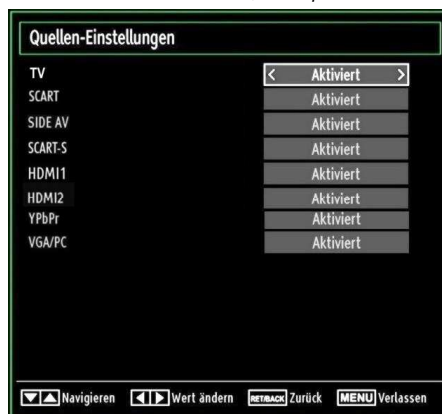 Quellen-Einstellungen
TV < Aktiviert >
SCART Aktiviert
SIDE AV Aktiviert
SCART-S Aktiviert
HDMI1 Aktiviert
HDMI2 Aktiviert
YPbPr Aktiviert
VGA/PC Aktiviert
Navigieren Wert ändern RET/BACK Zurück MENU Verlassen